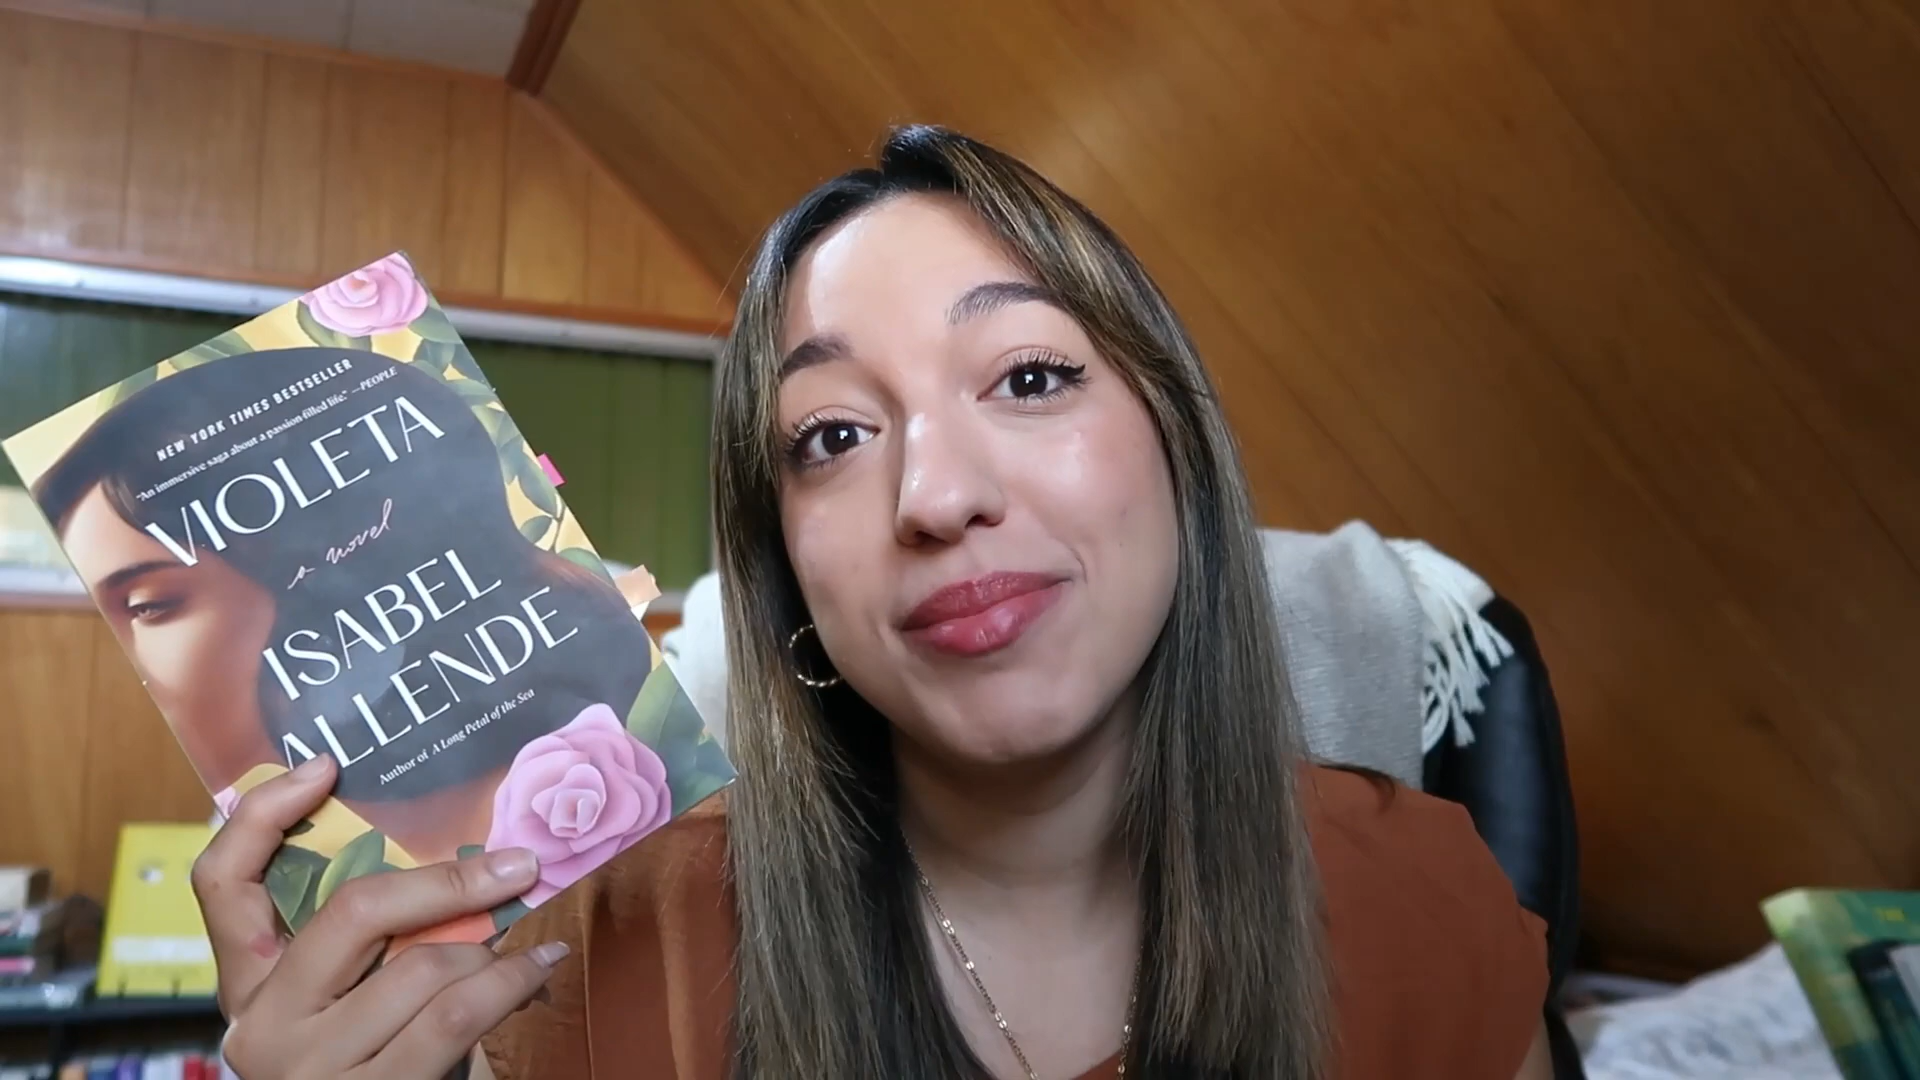 NEW YORK TIMES BESTSELLER
"An immersive saga about a passion-filled life." —PEOPLE
VIOLETA
a novel
ISABEL
ALLENDE
Author of A Long Petal of the Sea
THE